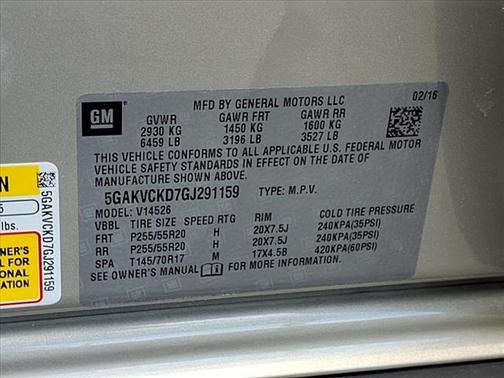 GM
MFD BY GENERAL MOTORS LLC
02/16
GVWR GAWR FRT GAWR RR
2930 KG 1450 KG 1600 KG
6459 LB 3196 LB 3527 LB
THIS VEHICLE CONFORMS TO ALL APPLICABLE U.S. FEDERAL MOTOR
VEHICLE SAFETY STANDARDS IN EFFECT ON THE DATE OF
MANUFACTURE SHOWN ABOVE.
5GAKVCKD7GJ291159 TYPE: M.P.V.
MODEL: V14526
VBBL TIRE SIZE SPEED RTG RIM COLD TIRE PRESSURE
FRT P255/55R20 H 20X7.5J 240KPA(35PSI)
RR P255/55R20 H 20X7.5J 240KPA(35PSI)
SPA T145/70R17 M 17X4.5B 420KPA(60PSI)
SEE OWNER'S MANUAL FOR MORE INFORMATION.
N
lbs.
5GAKVCKD7GJ291159
OWNER'S
FOR
IONAL
ATION